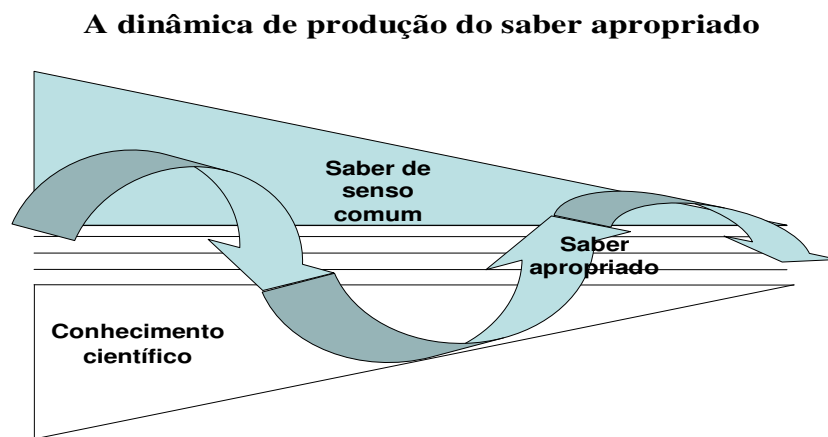 A dinâmica de produção do saber apropriado
Saber de
senso
comum
Saber
apropriado
Conhecimento
científico